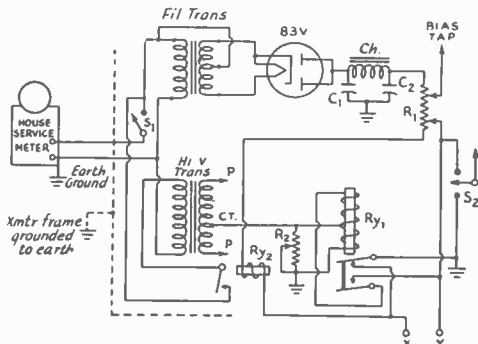 Fil Trans
83V
BIAS
TAP
Ch.
C1
C2
R1
S1
HOUSE
SERVICE
METER
Earth
Ground
Hi V
Trans
P
CT.
P
Xmtr frame
grounded
to earth
Ry2
R2
Ry1
S2
X
Y